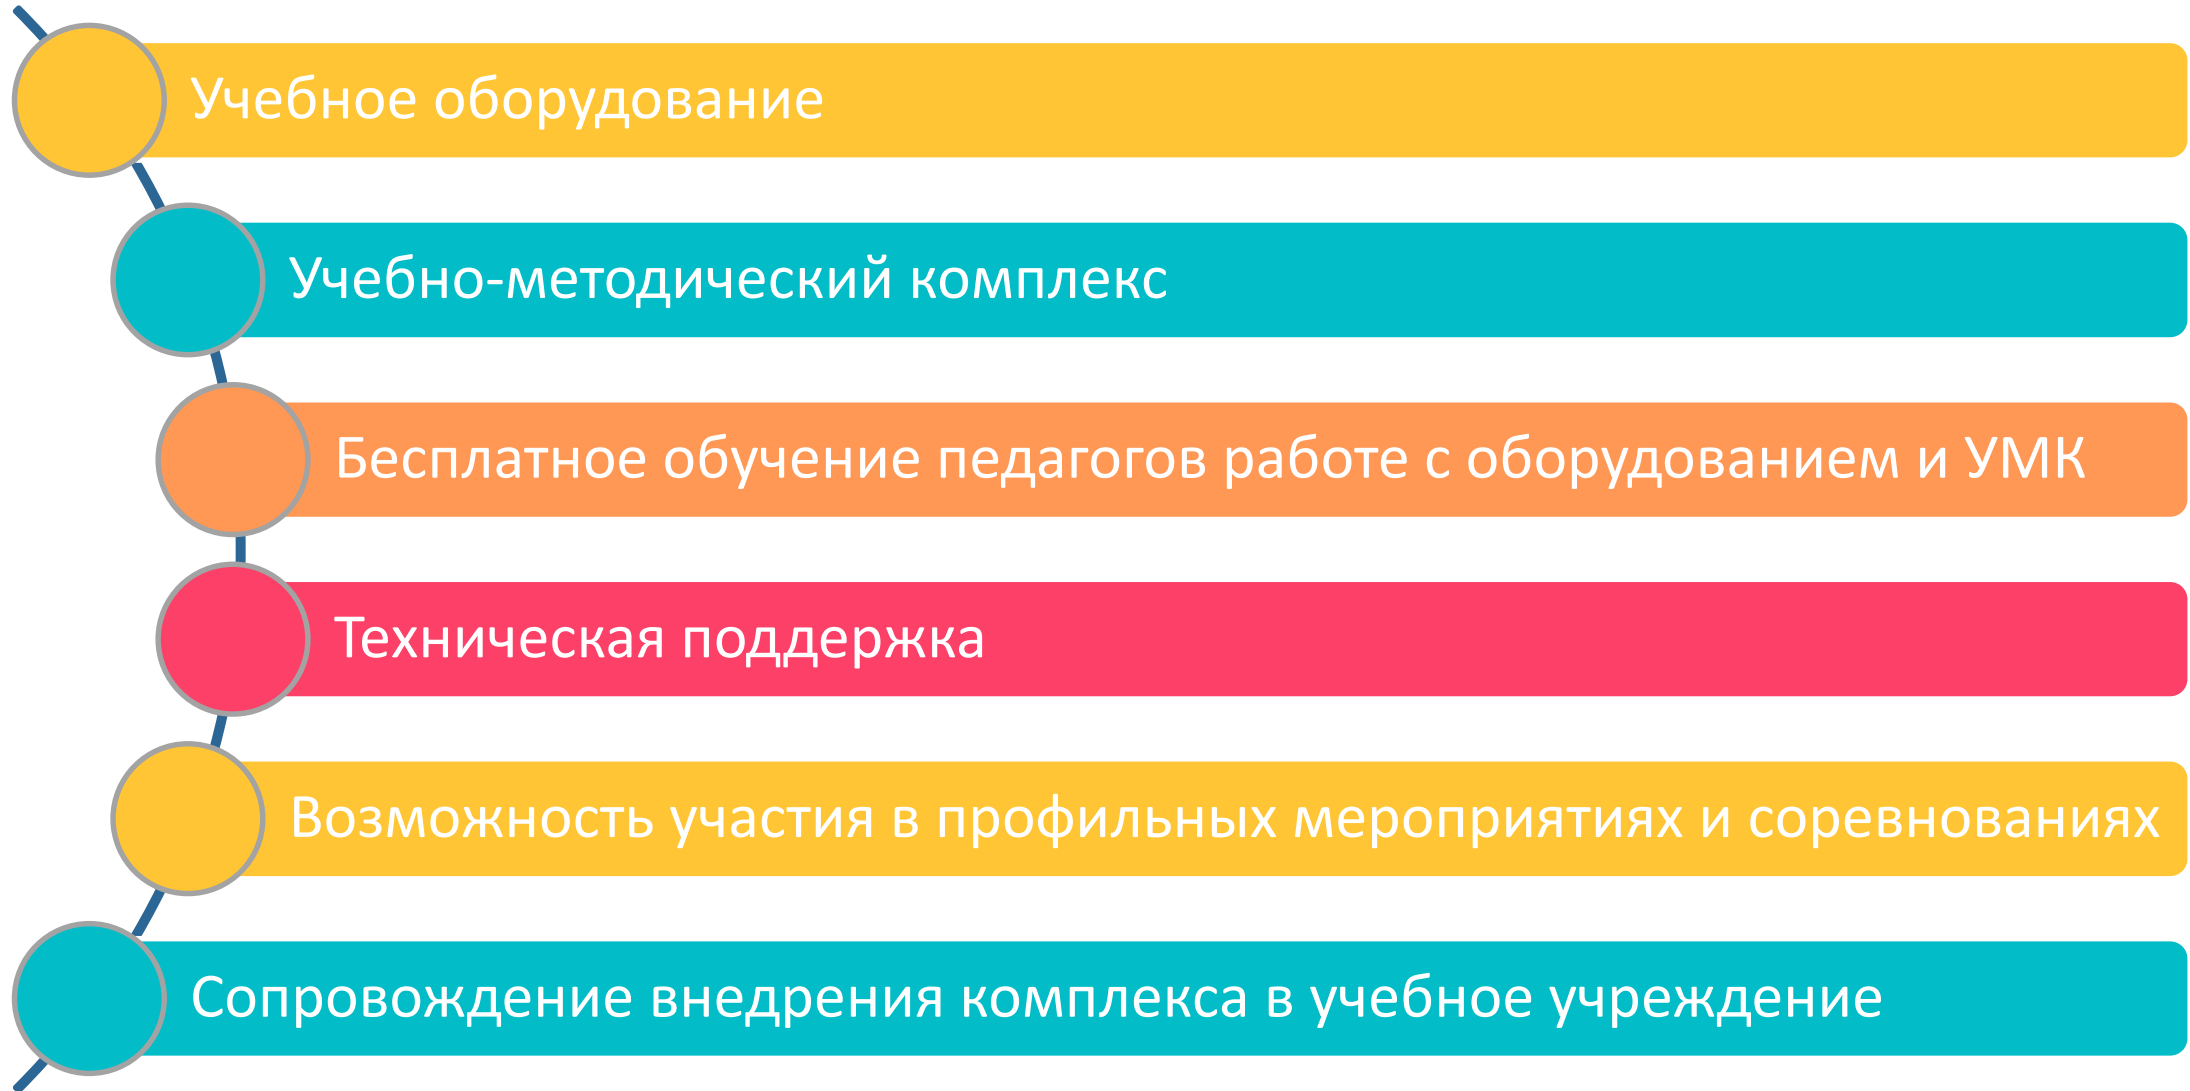 Учебное оборудование
Учебно-методический комплекс
Бесплатное обучение педагогов работе с оборудованием и УМК
Техническая поддержка
Возможность участия в профильных мероприятиях и соревнованиях
Сопровождение внедрения комплекса в учебное учреждение